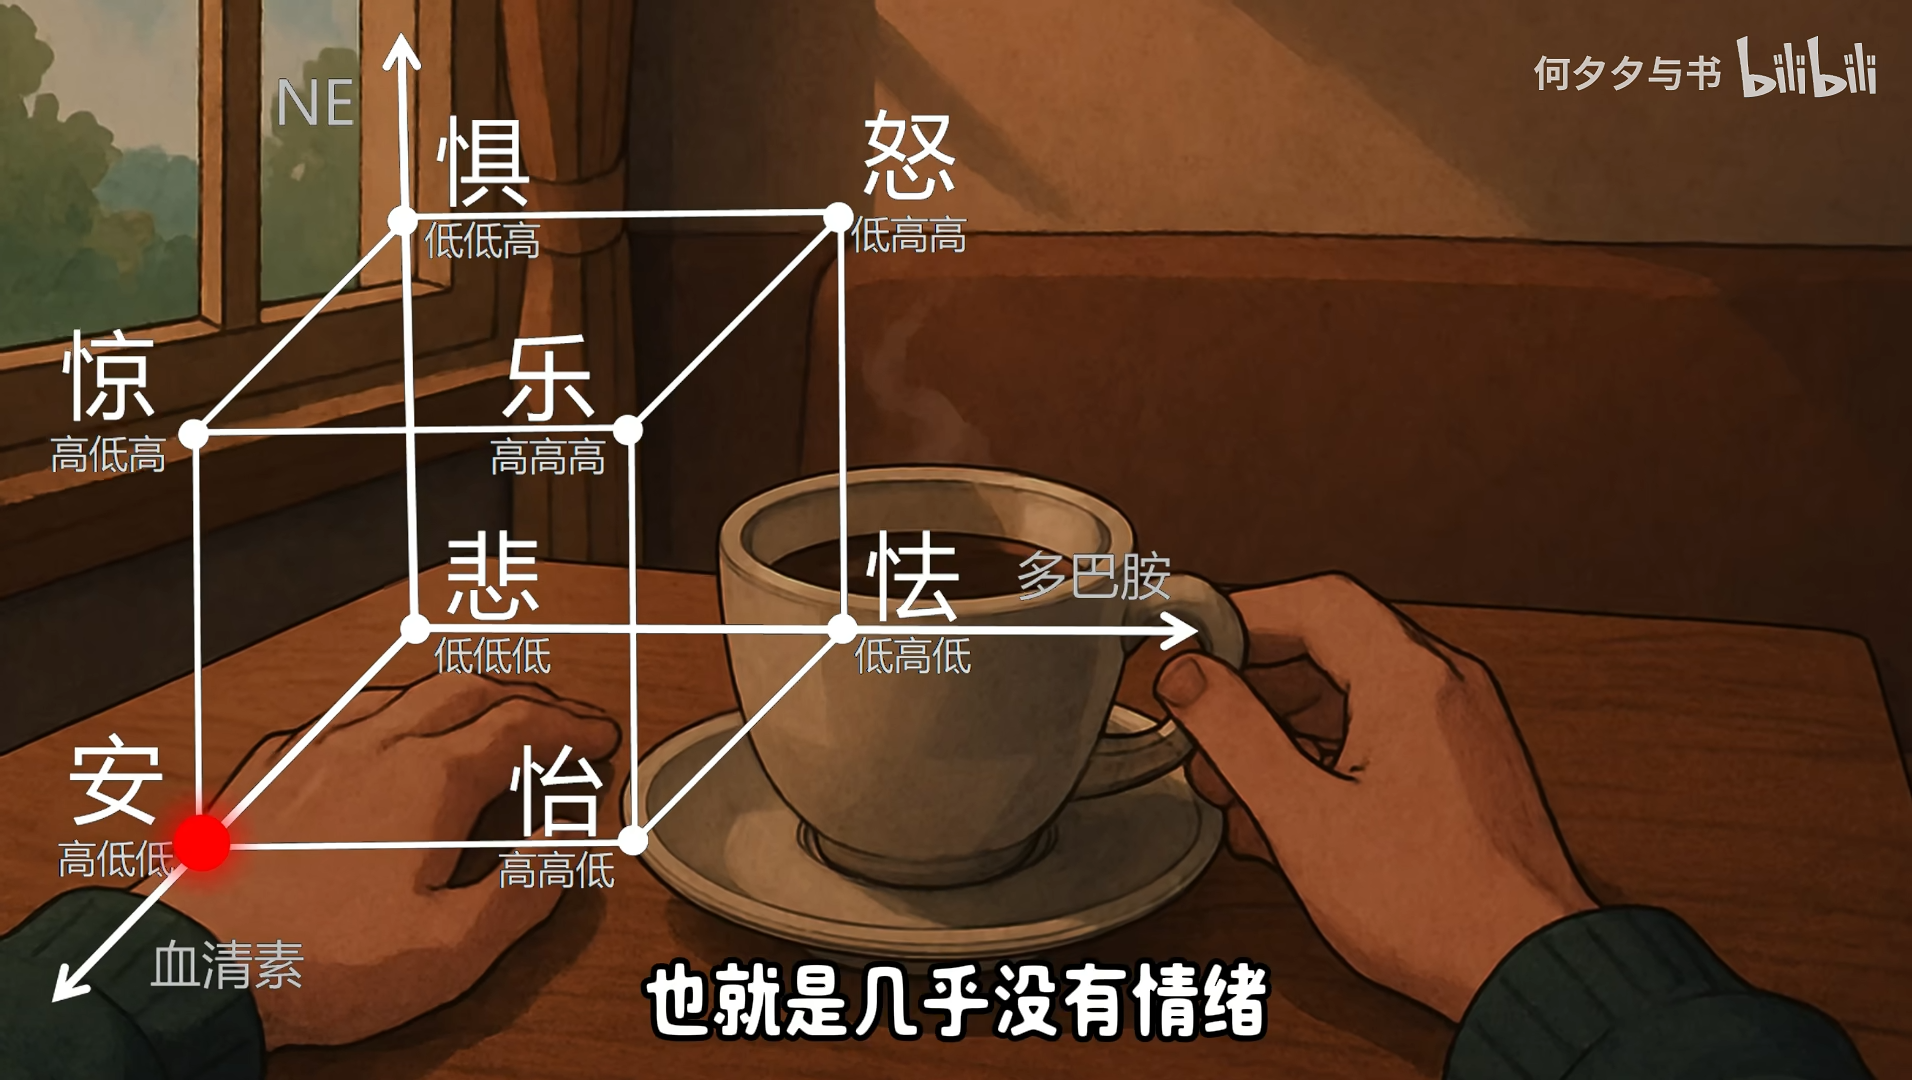 何夕夕与书 bilibili
NE
惧
低低高
怒
低高高
惊
高低高
乐
高高高
悲
低低低
怯
低高低
多巴胺
安
高低低
怡
高高低
血清素
也就是几乎没有情绪